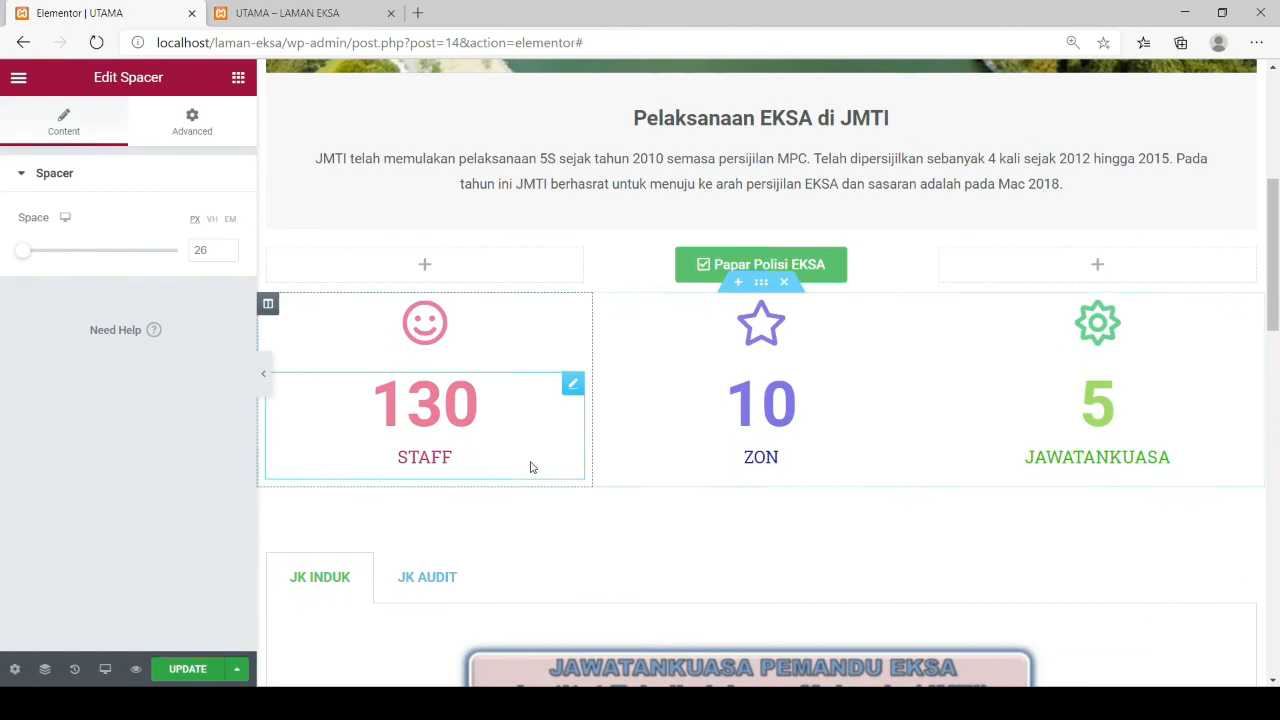 Elementor | UTAMA
UTAMA – LAMAN EKSA
localhost/laman-eksa/wp-admin/post.php?post=14&action=elementor#
Edit Spacer
Content
Advanced
Spacer
Space
PX VH EM
26
Need Help
UPDATE
Pelaksanaan EKSA di JMTI
JMTI telah memulakan pelaksanaan 5S sejak tahun 2010 semasa persijilan MPC. Telah dipersijilkan sebanyak 4 kali sejak 2012 hingga 2015. Pada
tahun ini JMTI berhasrat untuk menuju ke arah persijilan EKSA dan sasaran adalah pada Mac 2018.
Papar Polisi EKSA
130
STAFF
10
ZON
5
JAWATANKUASA
JK INDUK
JK AUDIT
JAWATANKUASA PEMANDU EKSA